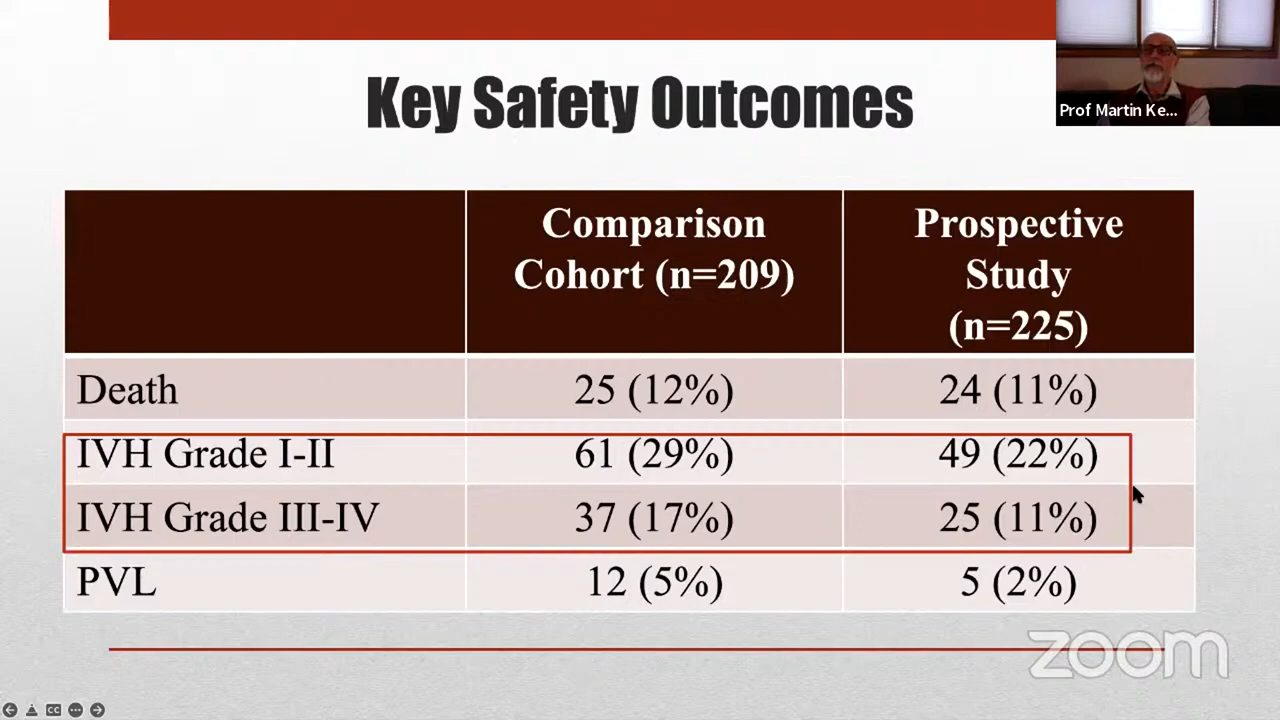 Key Safety Outcomes
Prof Martin Ke...
Comparison
Cohort (n=209)
Prospective
Study
(n=225)
Death 25 (12%) 24 (11%)
IVH Grade I-II 61 (29%) 49 (22%)
IVH Grade III-IV 37 (17%) 25 (11%)
PVL 12 (5%) 5 (2%)
zoom
CC